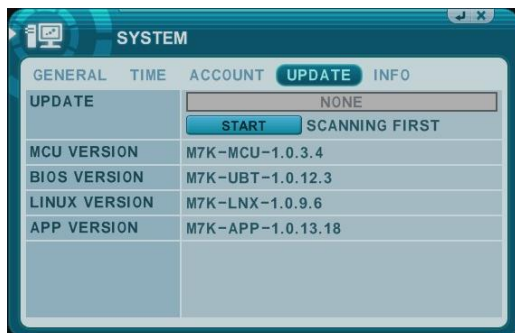 SYSTEM
GENERAL TIME ACCOUNT UPDATE INFO
UPDATE NONE
START SCANNING FIRST
MCU VERSION M7K-MCU-1.0.3.4
BIOS VERSION M7K-UBT-1.0.12.3
LINUX VERSION M7K-LNX-1.0.9.6
APP VERSION M7K-APP-1.0.13.18